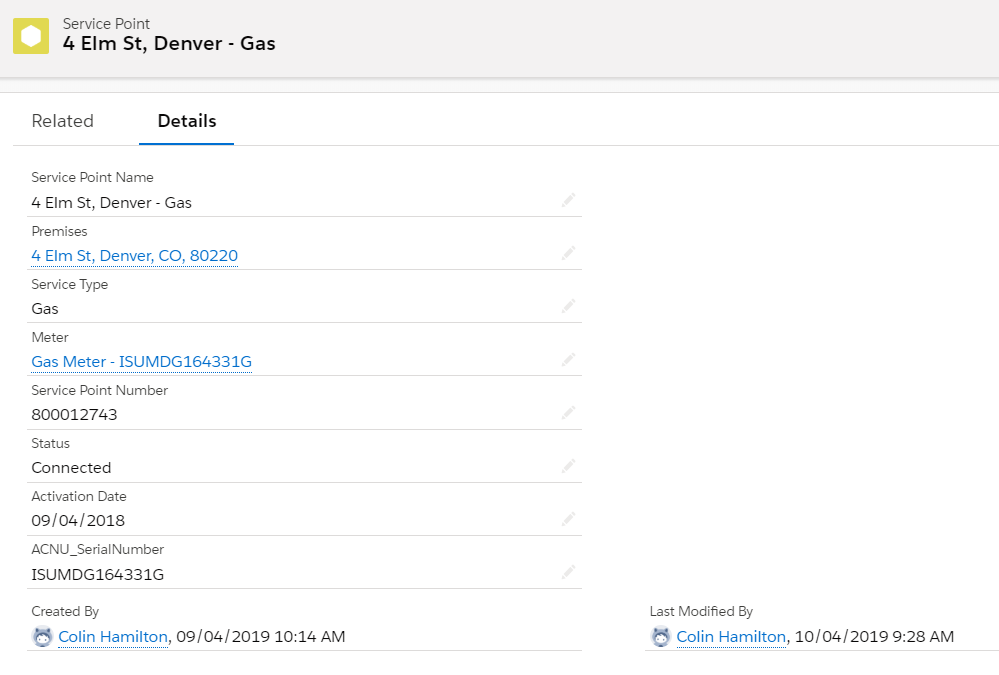 Service Point
4 Elm St, Denver - Gas
Related
Details
Service Point Name
4 Elm St, Denver - Gas
Premises
4 Elm St, Denver, CO, 80220
Service Type
Gas
Meter
Gas Meter - ISUMDG164331G
Service Point Number
800012743
Status
Connected
Activation Date
09/04/2018
ACNU_SerialNumber
ISUMDG164331G
Created By
Colin Hamilton, 09/04/2019 10:14 AM
Last Modified By
Colin Hamilton, 10/04/2019 9:28 AM